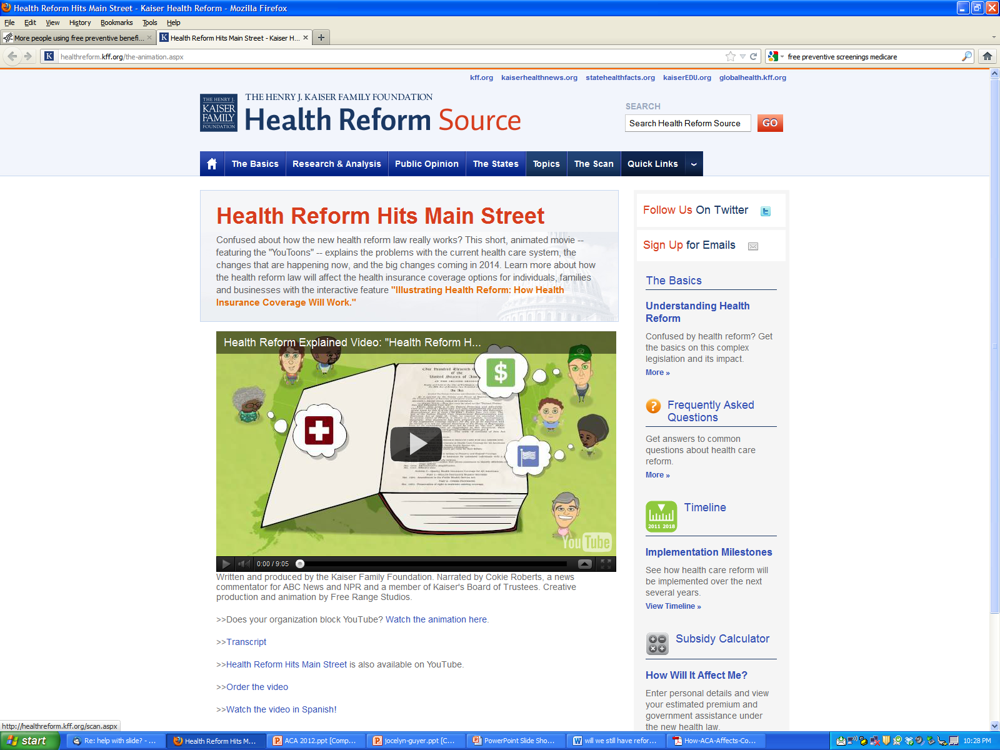 Health Reform Hits Main Street - Kaiser Health Reform - Mozilla Firefox
File Edit View History Bookmarks Tools Help
More people using free preventive benefi...
Health Reform Hits Main Street - Kaiser H...
healthreform.kff.org/the-animation.aspx
free preventive screenings medicare
kff.org kaiserhealthnews.org statehealthfacts.org kaiserEDU.org globalhealth.kff.org
THE HENRY J. KAISER FAMILY FOUNDATION
THE HENRY J. KAISER FAMILY FOUNDATION
Health Reform Source
SEARCH
Search Health Reform Source GO
The Basics Research & Analysis Public Opinion The States Topics The Scan Quick Links
Health Reform Hits Main Street
Confused about how the new health reform law really works? This short, animated movie --
featuring the "YouToons" -- explains the problems with the current health care system, the
changes that are happening now, and the big changes coming in 2014. Learn more about how
the health reform law will affect the health insurance coverage options for individuals, families
and businesses with the interactive feature "Illustrating Health Reform: How Health
Insurance Coverage Will Work."
Health Reform Explained Video: "Health Reform H...
One Hundred Eleventh
of the
United States of Amer
An Act
$
YouTube
0:00 / 9:05
Written and produced by the Kaiser Family Foundation. Narrated by Cokie Roberts, a news
commentator for ABC News and NPR and a member of Kaiser's Board of Trustees. Creative
production and animation by Free Range Studios.
>>Does your organization block YouTube? Watch the animation here.
>>Transcript
>>Health Reform Hits Main Street is also available on YouTube.
>>Order the video
>>Watch the video in Spanish!
Follow Us On Twitter
Sign Up for Emails
The Basics
Understanding Health
Reform
Confused by health reform? Get
the basics on this complex
legislation and its impact.
More »
Frequently Asked
Questions
Get answers to common
questions about health care
reform.
More »
2011 2018
Timeline
Implementation Milestones
See how health care reform will
be implemented over the next
several years.
View Timeline »
Subsidy Calculator
How Will It Affect Me?
Enter personal details and view
your estimated premium and
government assistance under
the new health law.
http://healthreform.kff.org/scan.aspx
start
Re: help with slide? - ...
Health Reform Hits M...
ACA 2012.ppt [Comp...
jocelyn-guyer.ppt [C...
PowerPoint Slide Sho...
will we still have refor...
How-ACA-Affects-Co...
10:28 PM